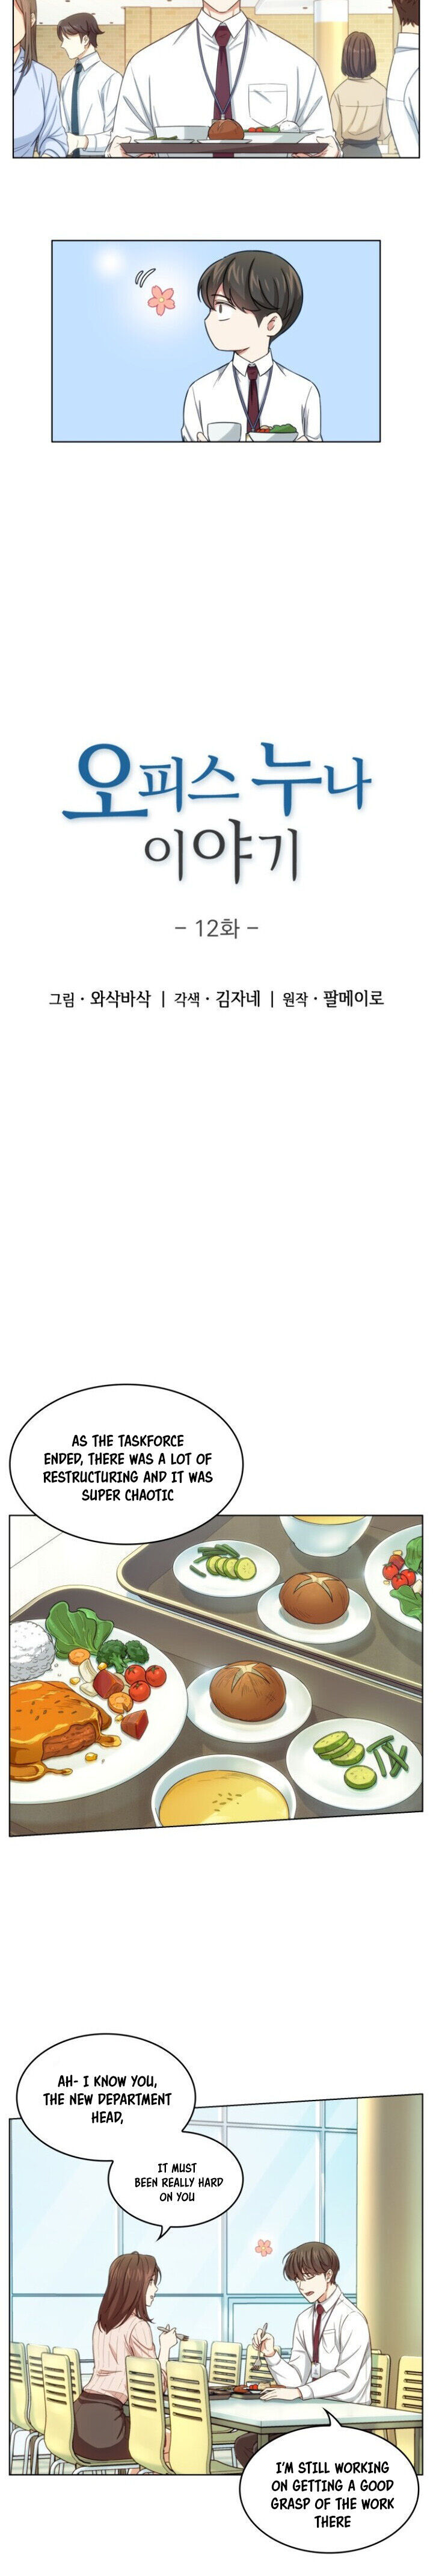 오피스 누나
이야기
- 12화 -
그림 · 와삭바삭 | 각색 · 김자네 | 원작 · 팔메이로
AS THE TASKFORCE
ENDED, THERE WAS A LOT OF
RESTRUCTURING AND IT WAS
SUPER CHAOTIC
AH- I KNOW YOU,
THE NEW DEPARTMENT
HEAD,
IT MUST
BEEN REALLY HARD
ON YOU
I'M STILL WORKING
ON GETTING A GOOD
GRASP OF THE WORK
THERE